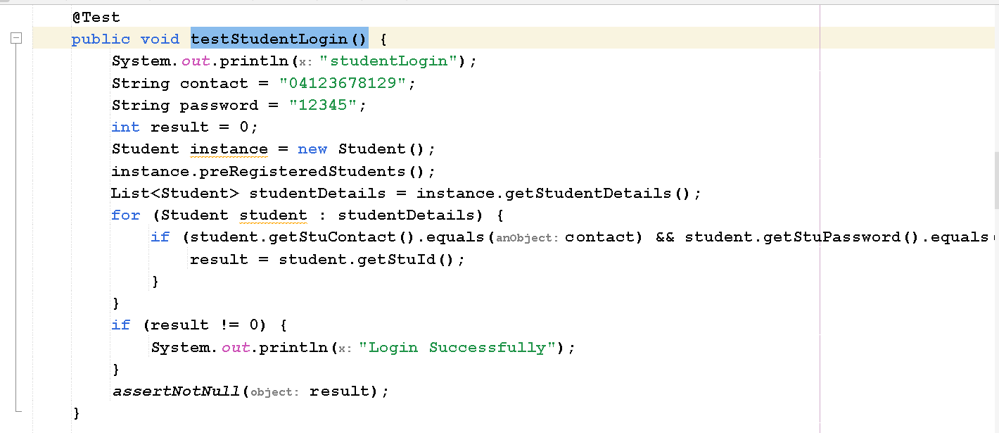 @Test
public void testStudentLogin() {
System.out.println(x: "studentLogin");
String contact = "04123678129";
String password = "12345";
int result = 0;
Student instance = new Student();
instance.preRegisteredStudents();
List<Student> studentDetails = instance.getStudentDetails();
for (Student student : studentDetails) {
if (student.getStuContact().equals(anObject: contact) && student.getStuPassword().equals
result = student.getStuId();
}
}
if (result != 0) {
System.out.println(x: "Login Successfully");
}
assertNotNull(object: result);
}